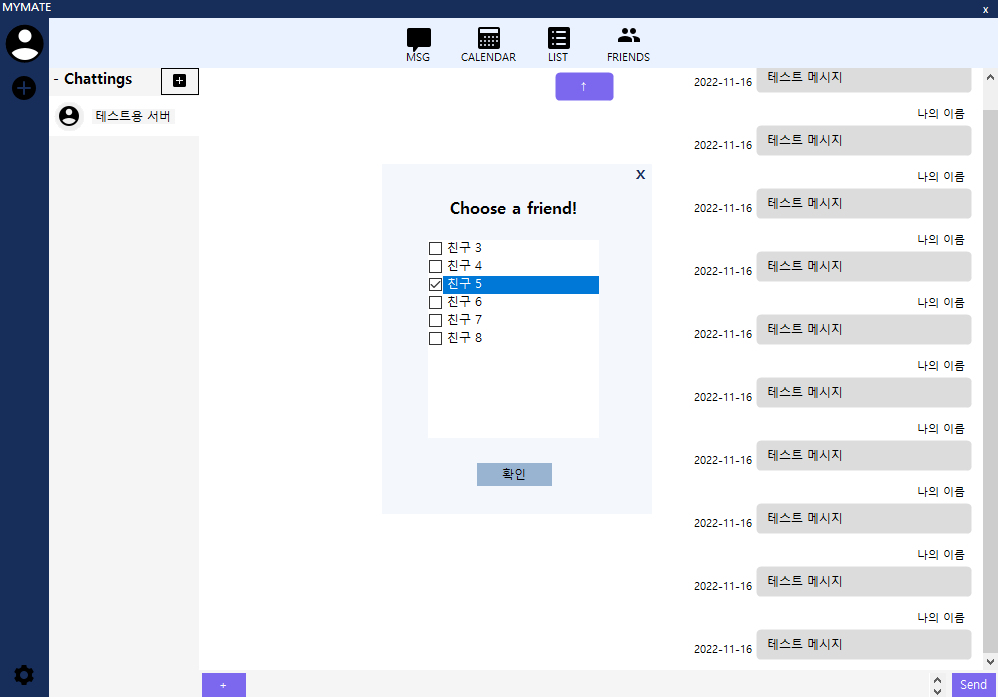 MYMATE
x
MSG
CALENDAR
LIST
FRIENDS
- Chattings
테스트용 서버
↑
X
Choose a friend!
친구 3
친구 4
친구 5
친구 6
친구 7
친구 8
확인
2022-11-16 테스트 메시지
나의 이름
2022-11-16 테스트 메시지
나의 이름
2022-11-16 테스트 메시지
나의 이름
2022-11-16 테스트 메시지
나의 이름
2022-11-16 테스트 메시지
나의 이름
2022-11-16 테스트 메시지
나의 이름
2022-11-16 테스트 메시지
나의 이름
2022-11-16 테스트 메시지
나의 이름
2022-11-16 테스트 메시지
나의 이름
2022-11-16 테스트 메시지
+
Send